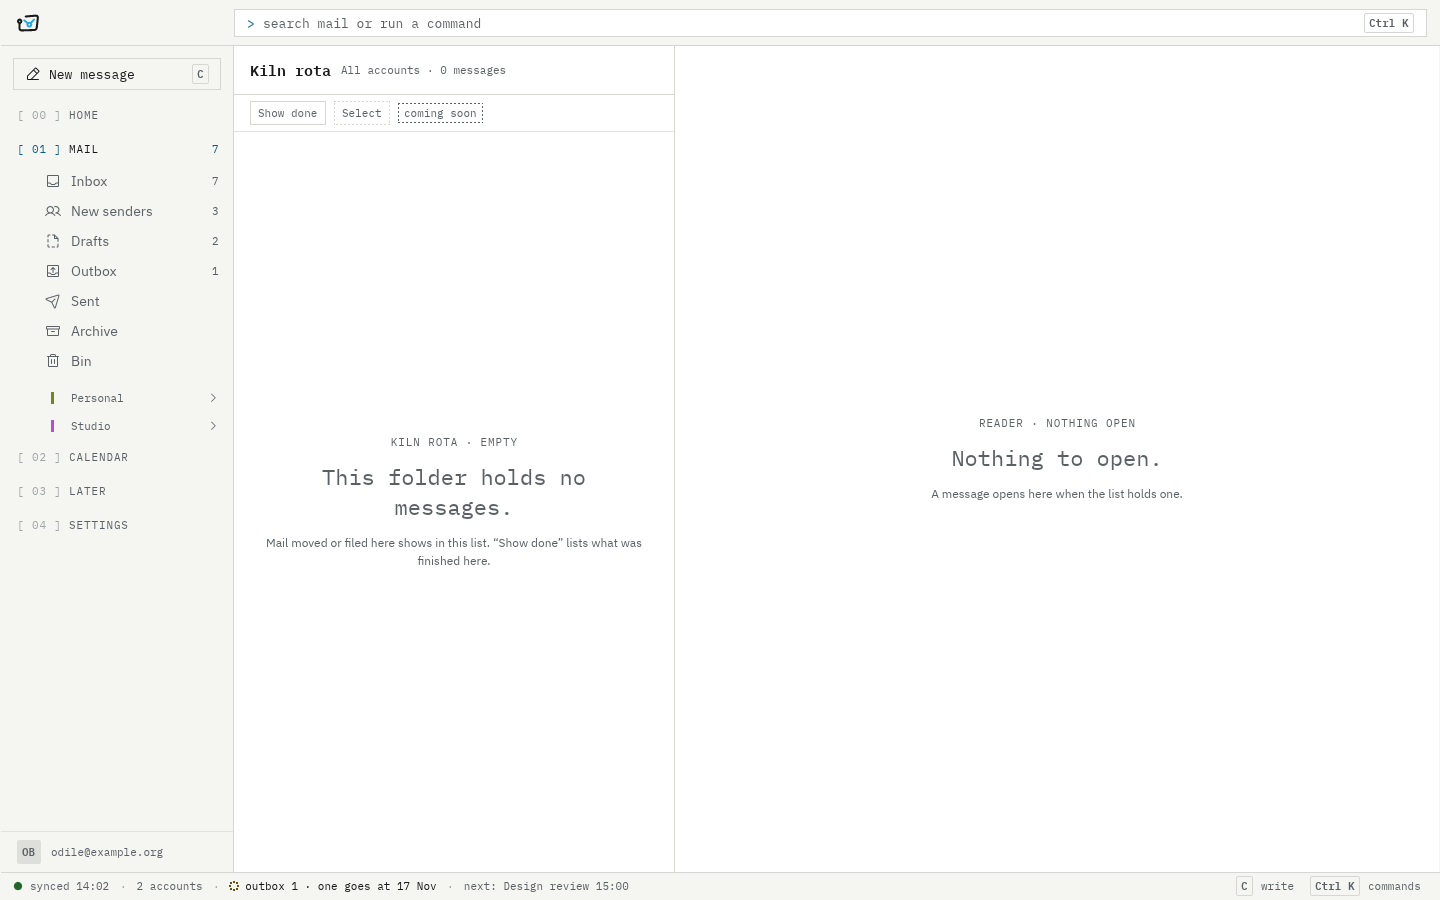 > search mail or run a command Ctrl K
New message C
[ 00 ] HOME
[ 01 ] MAIL 7
Inbox 7
New senders 3
Drafts 2
Outbox 1
Sent
Archive
Bin
Personal
Studio
[ 02 ] CALENDAR
[ 03 ] LATER
[ 04 ] SETTINGS
OB odile@example.org
Kiln rota All accounts · 0 messages
Show done Select coming soon
KILN ROTA · EMPTY
This folder holds no
messages.
Mail moved or filed here shows in this list. “Show done” lists what was
finished here.
READER · NOTHING OPEN
Nothing to open.
A message opens here when the list holds one.
synced 14:02 · 2 accounts · outbox 1 · one goes at 17 Nov · next: Design review 15:00
C write Ctrl K commands